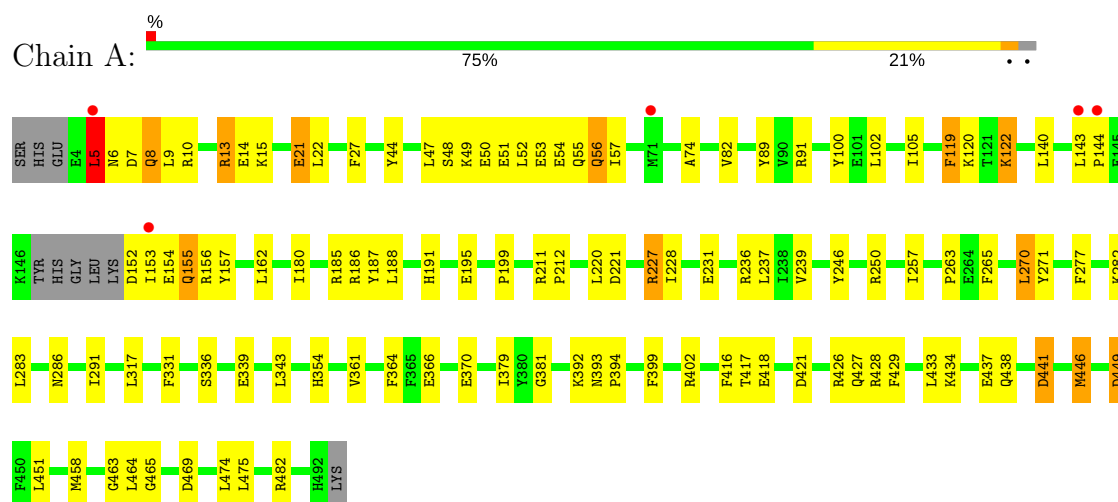 %
Chain A:
75% 21% • •
SER HIS GLU E4 L5 N6 D7 Q8 L9 R10 R13 E14 K15 E21 L22 F27 Y44 L47 S48 K49 E50 E51 L52 E53 E54 Q55 Q56 I57 M71 A74 V82 Y89 V90 R91 Y100 E101 L102 I105 F119 K120 T121 K122 L140 L143 P144
K146 TYR HIS GLY LEU LYS D152 I153 E154 Q155 R156 Y157 L162 I180 R185 R186 Y187 L188 H191 E195 P199 R211 P212 L220 D221 R227 I228 E231 R236 L237 I238 V239 Y246 R250 I257 P263 E264 F265 L270 Y271 F277
L283 N286 I291 L317 F331 S336 E339 L343 H354 V361 F364 F365 E366 E370 I379 Y380 G381 K392 N393 P394 F399 R402 F416 T417 E418 D421 R426 Q427 R428 F429 L433 K434 E437 Q438 D441 M446
F450 L451 M458 G463 L464 G465 D469 L474 L475 R482 H492 LYS